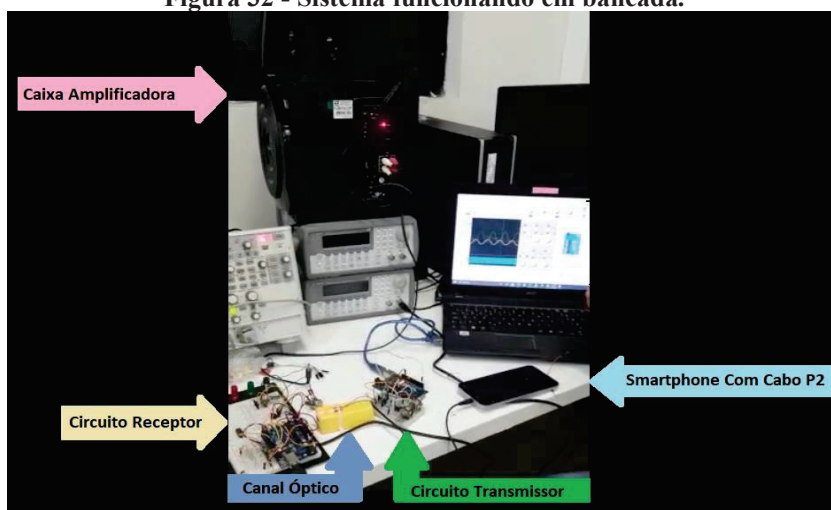 Figura 32 - Sistema funcionando em bancada.
Caixa Amplificadora
Smartphone Com Cabo P2
Circuito Receptor
Canal Óptico
Circuito Transmissor